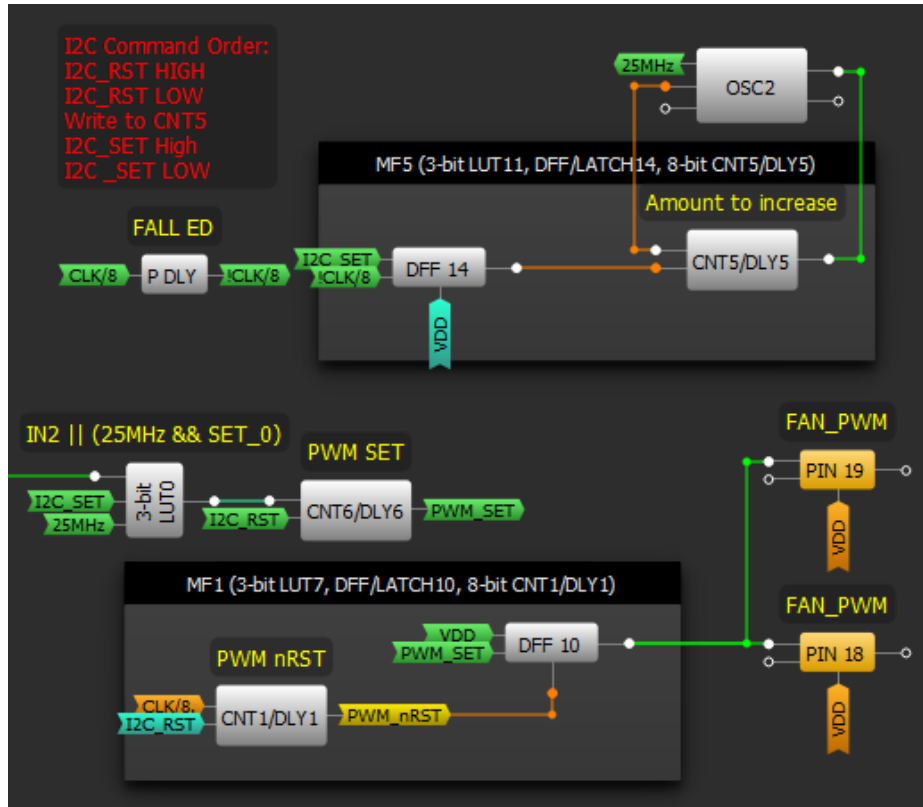 I2C Command Order:
I2C_RST HIGH
I2C_RST LOW
Write to CNT5
I2C_SET High
I2C _SET LOW
25MHz
OSC2
MF5 (3-bit LUT11, DFF/LATCH14, 8-bit CNT5/DLY5)
Amount to increase
FALL ED
CLK/8
P DLY
!CLK/8
I2C_SET
!CLK/8
DFF 14
CNT5/DLY5
VDD
IN2 || (25MHz && SET_0)
PWM SET
3-bit
LUT0
I2C_SET
25MHz
I2C_RST
CNT6/DLY6
PWM_SET
FAN_PWM
PIN 19
VDD
MF1 (3-bit LUT7, DFF/LATCH10, 8-bit CNT1/DLY1)
PWM nRST
VDD
PWM_SET
DFF 10
CLK/8.
I2C_RST
CNT1/DLY1
PWM_nRST
FAN_PWM
PIN 18
VDD